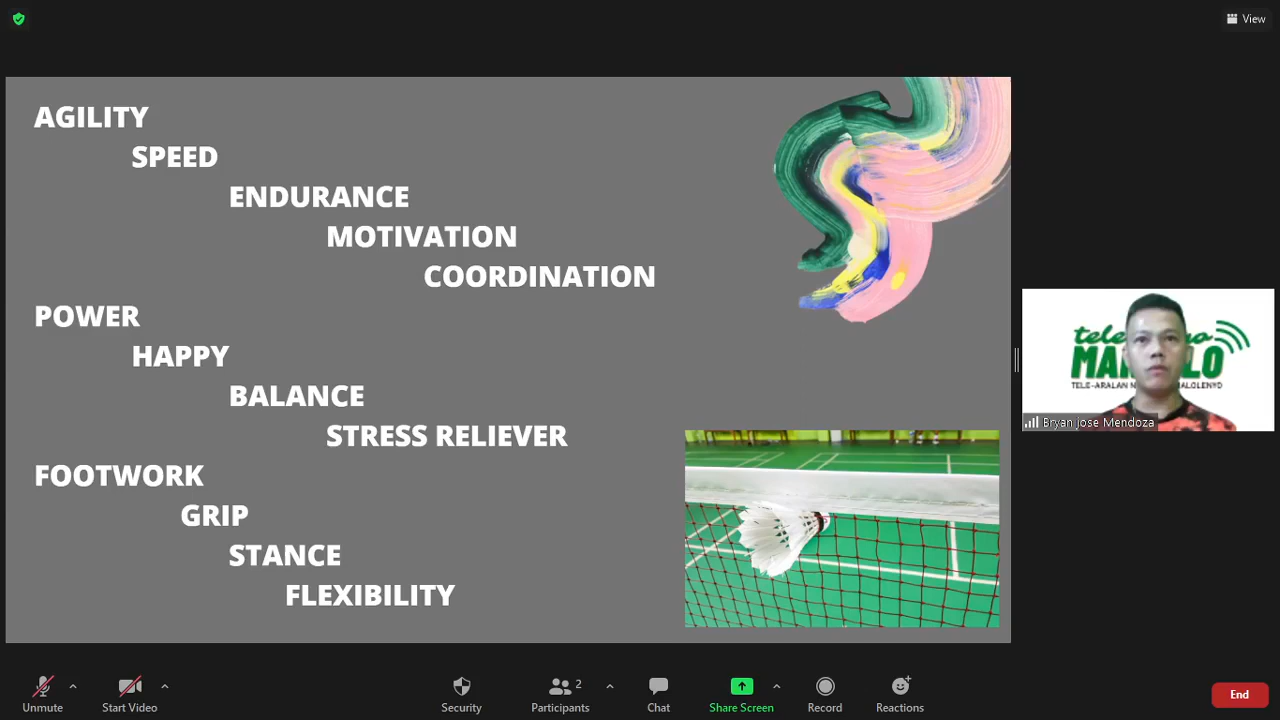 View
AGILITY
SPEED
ENDURANCE
MOTIVATION
COORDINATION
POWER
HAPPY
BALANCE
STRESS RELIEVER
FOOTWORK
GRIP
STANCE
FLEXIBILITY
Bryan Jose Mendoza
Unmute
Start Video
Security
Participants
2
Chat
Share Screen
Record
Reactions
End